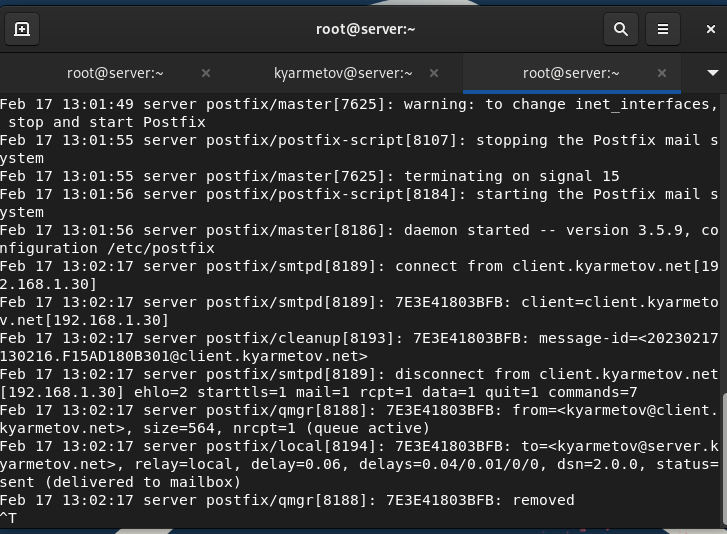 root@server:~
root@server:~ × kyarmetov@server:~ × root@server:~ ×
Feb 17 13:01:49 server postfix/master[7625]: warning: to change inet_interfaces,
 stop and start Postfix
Feb 17 13:01:55 server postfix/postfix-script[8107]: stopping the Postfix mail s
ystem
Feb 17 13:01:55 server postfix/master[7625]: terminating on signal 15
Feb 17 13:01:56 server postfix/postfix-script[8184]: starting the Postfix mail s
ystem
Feb 17 13:01:56 server postfix/master[8186]: daemon started -- version 3.5.9, co
nfiguration /etc/postfix
Feb 17 13:02:17 server postfix/smtpd[8189]: connect from client.kyarmetov.net[19
2.168.1.30]
Feb 17 13:02:17 server postfix/smtpd[8189]: 7E3E41803BFB: client=client.kyarmeto
v.net[192.168.1.30]
Feb 17 13:02:17 server postfix/cleanup[8193]: 7E3E41803BFB: message-id=<20230217
130216.F15AD180B301@client.kyarmetov.net>
Feb 17 13:02:17 server postfix/smtpd[8189]: disconnect from client.kyarmetov.net
[192.168.1.30] ehlo=2 starttls=1 mail=1 rcpt=1 data=1 quit=1 commands=7
Feb 17 13:02:17 server postfix/qmgr[8188]: 7E3E41803BFB: from=<kyarmetov@client.
kyarmetov.net>, size=564, nrcpt=1 (queue active)
Feb 17 13:02:17 server postfix/local[8194]: 7E3E41803BFB: to=<kyarmetov@server.k
yarmetov.net>, relay=local, delay=0.06, delays=0.04/0.01/0/0, dsn=2.0.0, status=
sent (delivered to mailbox)
Feb 17 13:02:17 server postfix/qmgr[8188]: 7E3E41803BFB: removed
^T